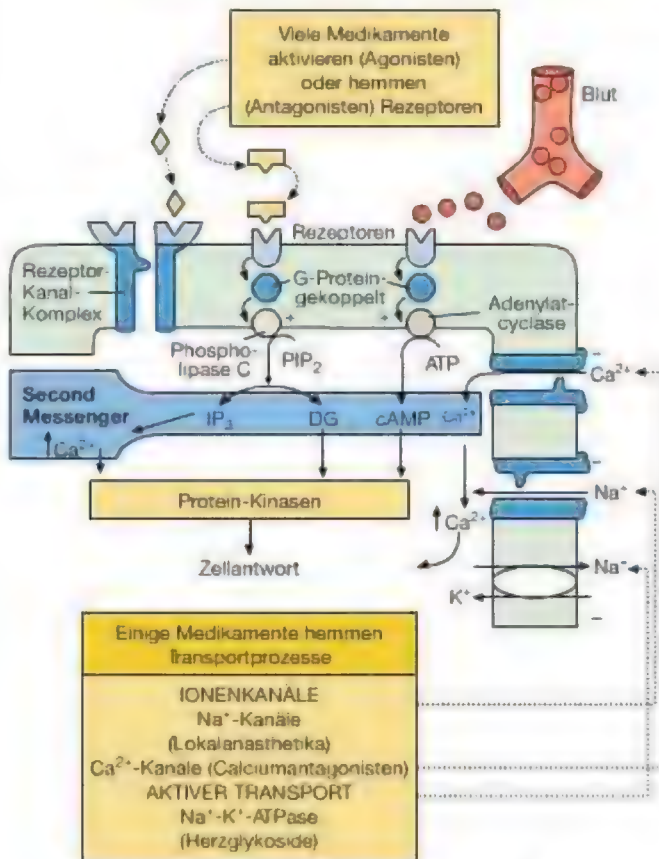 Viele Medikamente
aktivieren (Agonisten)
oder hemmen
(Antagonisten) Rezeptoren
Blut
Rezeptoren
Rezeptor-
Kanal-
Komplex
G-Protein-
gekoppelt
Adenylat-
cyclase
+
+
Phospho-
lipase C
PIP₂
ATP
–
Ca²⁺
Second
Messenger
Ca²⁺
IP₃
DG
cAMP
Ca²⁺
–
Na⁺
Protein-Kinasen
Ca²⁺
Zellantwort
Na⁺
K⁺
–
Einige Medikamente hemmen
Transportprozesse
IONENKANÄLE
Na⁺-Kanäle
(Lokalanästhetika)
Ca²⁺-Kanäle (Calciumantagonisten)
AKTIVER TRANSPORT
Na⁺-K⁺-ATPase
(Herzglykoside)